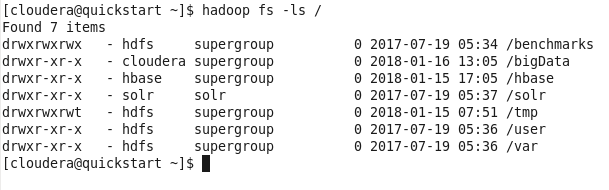 [cloudera@quickstart ~]$ hadoop fs -ls /
Found 7 items
drwxrwxrwx   - hdfs     supergroup          0 2017-07-19 05:34 /benchmarks
drwxr-xr-x   - cloudera supergroup          0 2018-01-16 13:05 /bigData
drwxr-xr-x   - hbase    supergroup          0 2018-01-15 17:05 /hbase
drwxr-xr-x   - solr     solr                0 2017-07-19 05:37 /solr
drwxrwxrwt   - hdfs     supergroup          0 2018-01-15 07:51 /tmp
drwxr-xr-x   - hdfs     supergroup          0 2017-07-19 05:36 /user
drwxr-xr-x   - hdfs     supergroup          0 2017-07-19 05:36 /var
[cloudera@quickstart ~]$